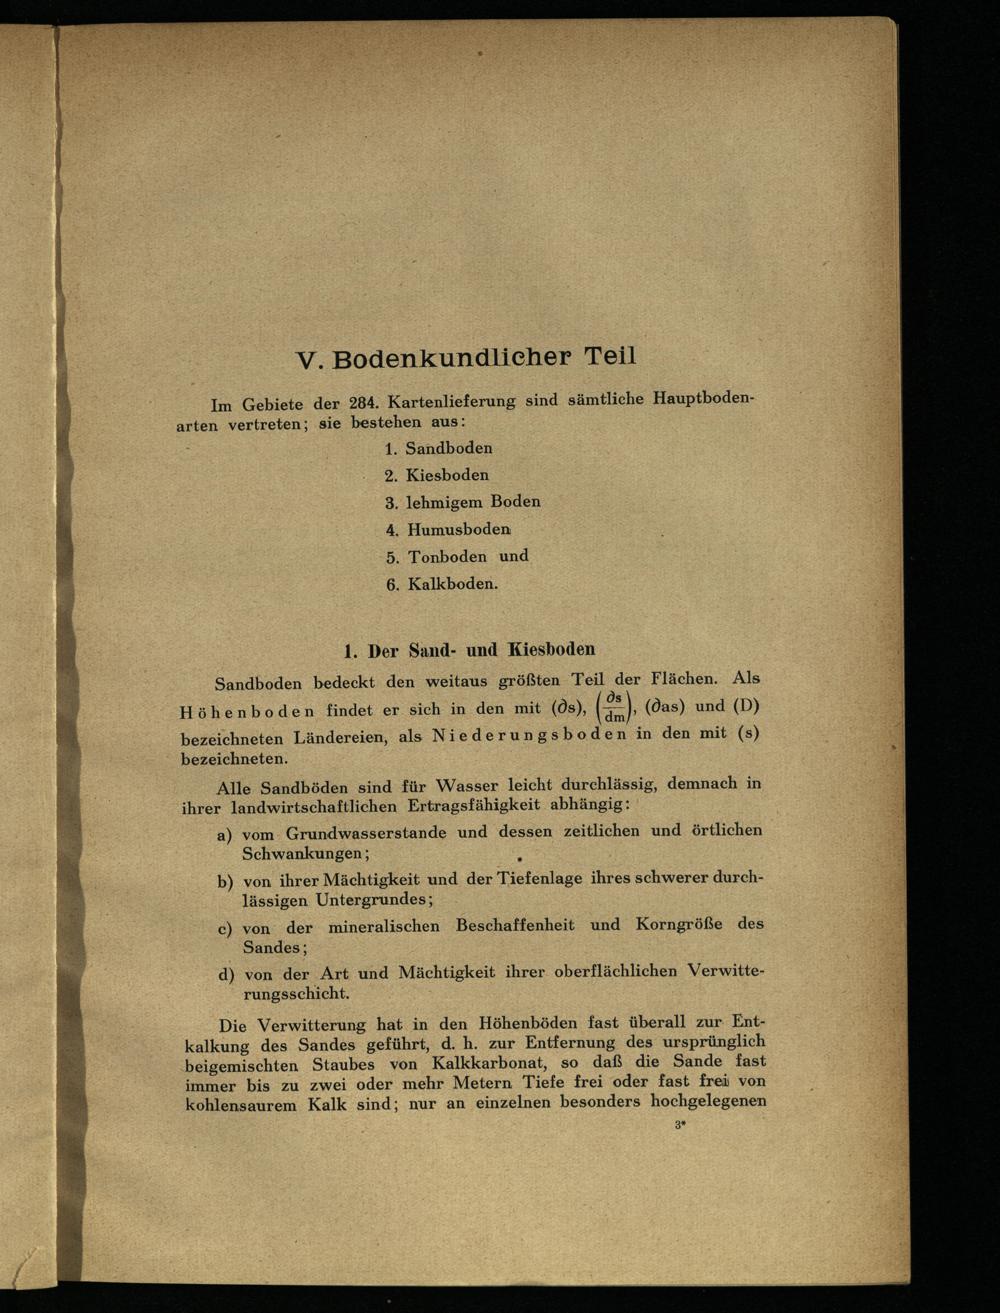 V. Bodenkundlicher Teil
Im Gebiete der 284. Kartenlieferung sind sämtliche Hauptboden-
arten vertreten; sie bestehen aus:
1. Sandboden
2. Kiesboden
3. lehmigem Boden
4. Humusboden
5. Tonboden und
6. Kalkboden.
1. Der Sand- und Kiesboden
Sandboden bedeckt den weitaus größten Teil der Flächen. Als
Höhenboden findet er sich in den mit (∂s), (∂s/dm), (∂as) und (D)
bezeichneten Ländereien, als Niederungsboden in den mit (s)
bezeichneten.
Alle Sandböden sind für Wasser leicht durchlässig, demnach in
ihrer landwirtschaftlichen Ertragsfähigkeit abhängig:
a) vom Grundwasserstande und dessen zeitlichen und örtlichen
Schwankungen;
b) von ihrer Mächtigkeit und der Tiefenlage ihres schwerer durch-
lässigen Untergrundes;
c) von der mineralischen Beschaffenheit und Korngröße des
Sandes;
d) von der Art und Mächtigkeit ihrer oberflächlichen Verwitte-
rungsschicht.
Die Verwitterung hat in den Höhenböden fast überall zur Ent-
kalkung des Sandes geführt, d. h. zur Entfernung des ursprünglich
beigemischten Staubes von Kalkkarbonat, so daß die Sande fast
immer bis zu zwei oder mehr Metern Tiefe frei oder fast frei von
kohlensaurem Kalk sind; nur an einzelnen besonders hochgelegenen
3*